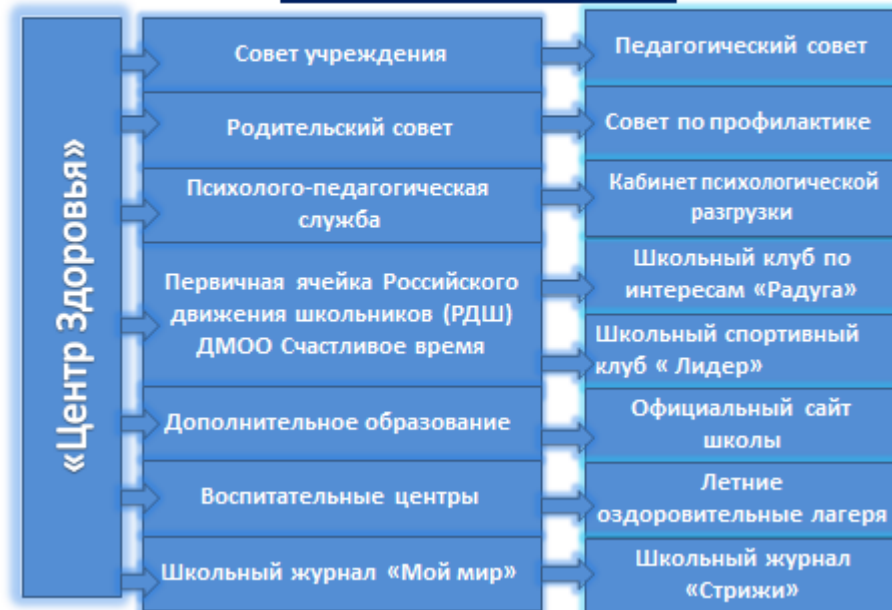 «Центр Здоровья»
Совет учреждения
Родительский совет
Психолого-педагогическая
служба
Первичная ячейка Российского
движения школьников (РДШ)
ДМОО Счастливое время
Дополнительное образование
Воспитательные центры
Школьный журнал «Мой мир»
Педагогический совет
Совет по профилактике
Кабинет психологической
разгрузки
Школьный клуб по
интересам «Радуга»
Школьный спортивный
клуб « Лидер»
Официальный сайт
школы
Летние
оздоровительные лагеря
Школьный журнал
«Стрижи»